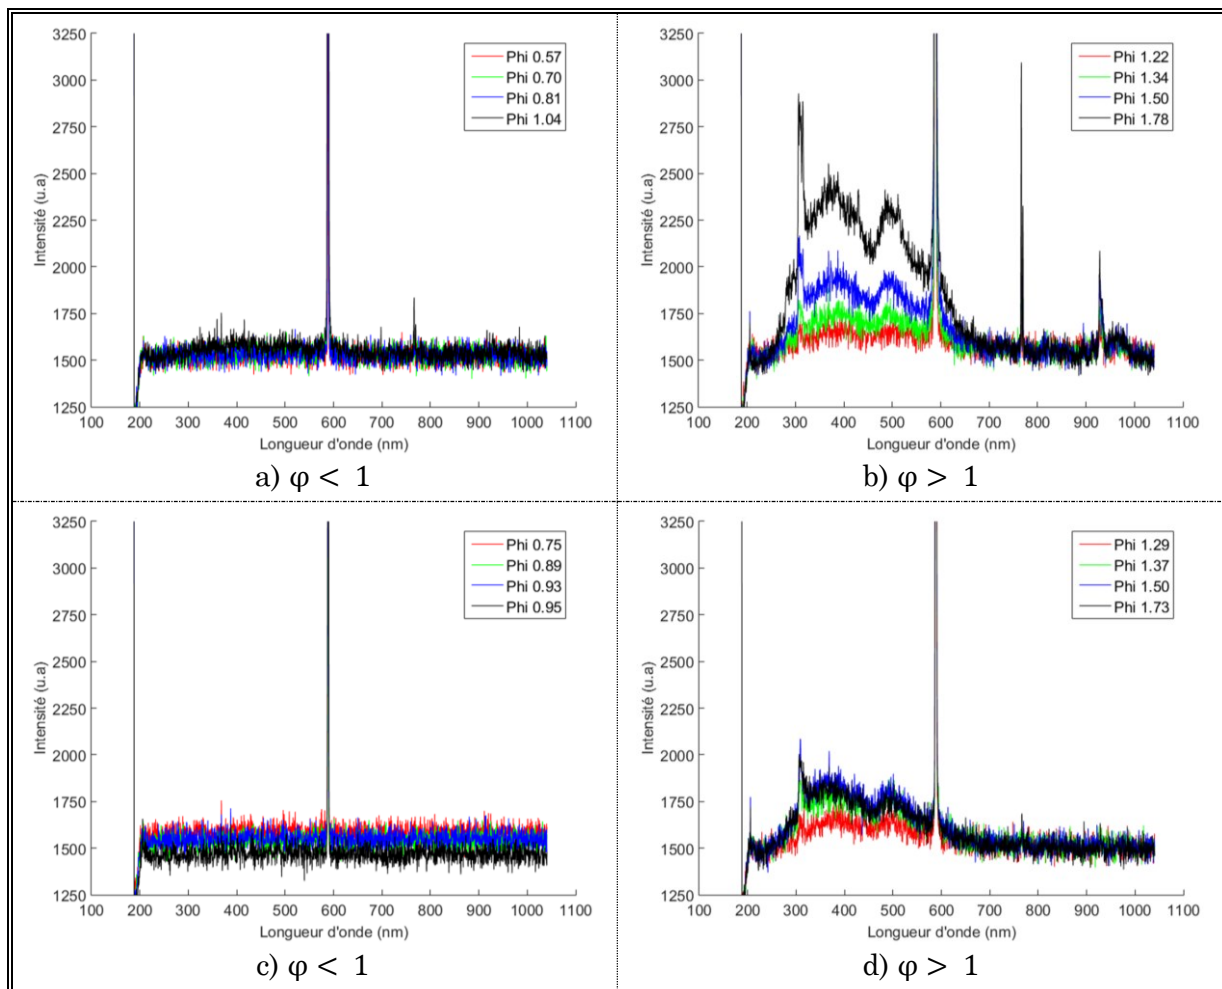 3250
3000
2750
2500
2250
2000
1750
1500
1250
Intensité (u.a)
100 200 300 400 500 600 700 800 900 1000 1100
Longueur d'onde (nm)
Phi 0.57
Phi 0.70
Phi 0.81
Phi 1.04
a) φ < 1
3250
3000
2750
2500
2250
2000
1750
1500
1250
Intensité (u.a)
100 200 300 400 500 600 700 800 900 1000 1100
Longueur d'onde (nm)
Phi 1.22
Phi 1.34
Phi 1.50
Phi 1.78
b) φ > 1
3250
3000
2750
2500
2250
2000
1750
1500
1250
Intensité (u.a)
100 200 300 400 500 600 700 800 900 1000 1100
Longueur d'onde (nm)
Phi 0.75
Phi 0.89
Phi 0.93
Phi 0.95
c) φ < 1
3250
3000
2750
2500
2250
2000
1750
1500
1250
Intensité (u.a)
100 200 300 400 500 600 700 800 900 1000 1100
Longueur d'onde (nm)
Phi 1.29
Phi 1.37
Phi 1.50
Phi 1.73
d) φ > 1